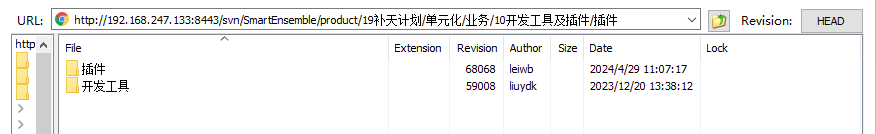 URL: http://192.168.247.133:8443/svn/SmartEnsemble/product/19补天计划/单元化/业务/10开发工具及插件/插件 Revision: HEAD
http File Extension Revision Author Size Date Lock
插件 68068 leiwb 2024/4/29 11:07:17
开发工具 59008 liuydk 2023/12/20 13:38:12